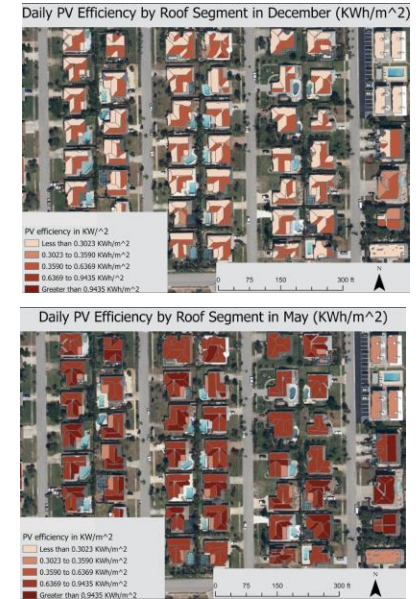 Daily PV Efficiency by Roof Segment in December (KWh/m^2)
PV efficiency in KW/^2
Less than 0.3023 KWh/m^2
0.3023 to 0.3590 KWh/m^2
0.3590 to 0.6369 KWh/m^2
0.6369 to 0.9435 KWh/^2
Greater than 0.9435 KWh/m^2
0 75 150 300 ft
N
Daily PV Efficiency by Roof Segment in May (KWh/m^2)
PV efficiency in KW/m^2
Less than 0.3023 KWh/m^2
0.3023 to 0.3590 KWh/m^2
0.3590 to 0.6369 KWh/m^2
0.6369 to 0.9435 KWh/m^2
Greater than 0.9435 KWh/m^2
0 75 150 300 ft
N